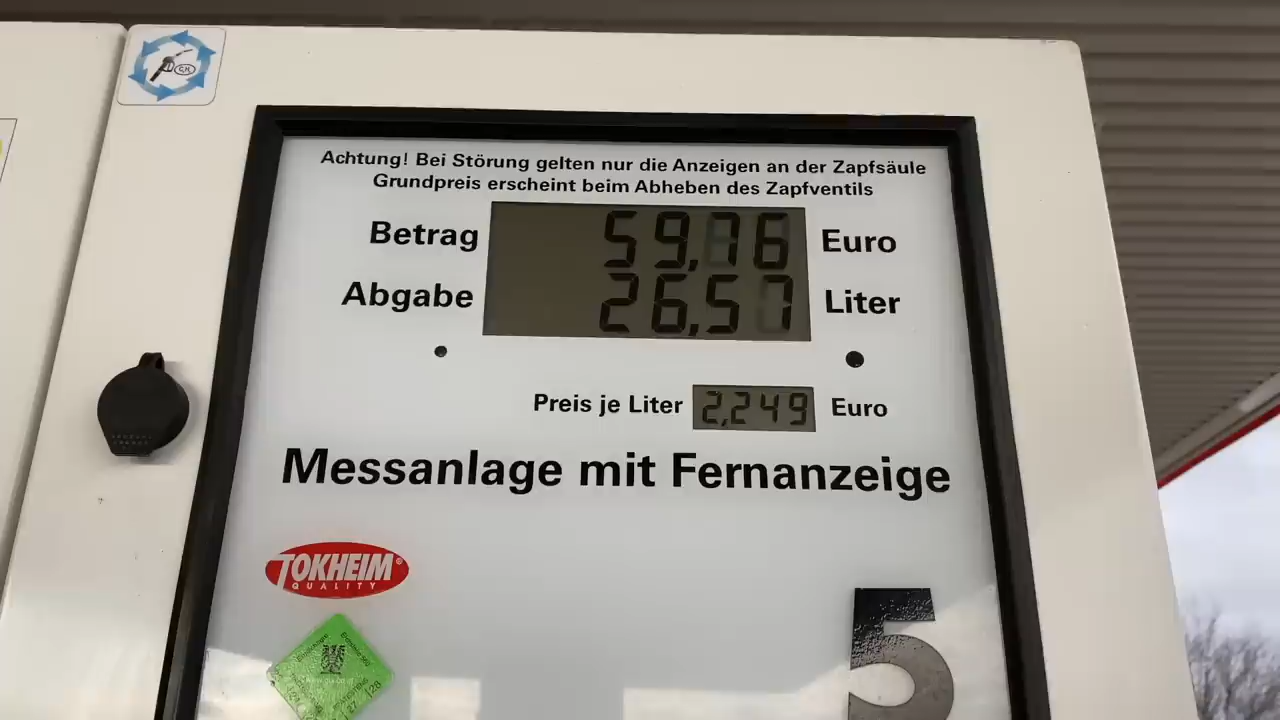 Achtung! Bei Störung gelten nur die Anzeigen an der Zapfsäule
Grundpreis erscheint beim Abheben des Zapfventils
Betrag 59,76 Euro
Abgabe 26,57 Liter
Preis je Liter 2,249 Euro
Messanlage mit Fernanzeige
TOKHEIM
QUALITY
5